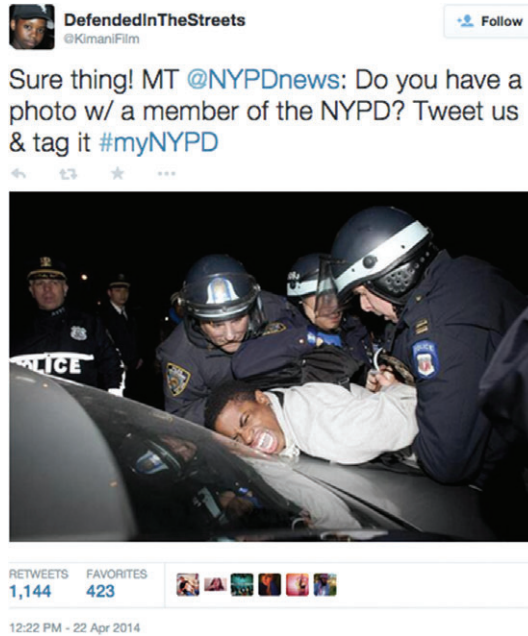 DefendedInTheStreets
@KimaniFilm
Follow
Sure thing! MT @NYPDnews: Do you have a
photo w/ a member of the NYPD? Tweet us
& tag it #myNYPD
LICE
RETWEETS FAVORITES
1,144 423
12:22 PM - 22 Apr 2014